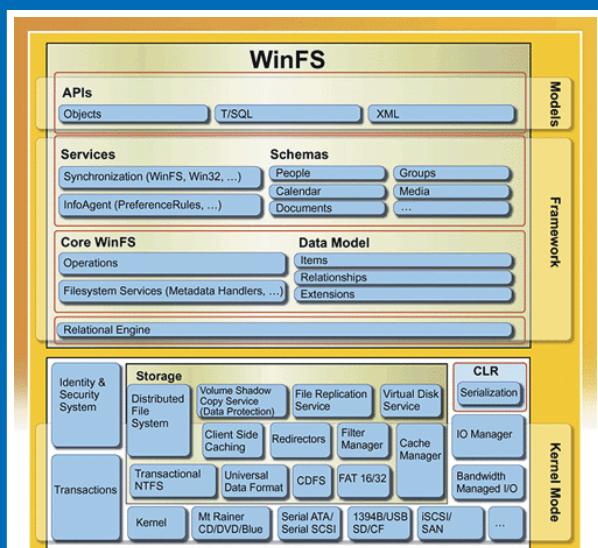 WinFS
APIs
Objects
T/SQL
XML
Models
Services
Synchronization (WinFS, Win32, ...)
InfoAgent (PreferenceRules, ...)
Schemas
People
Groups
Calendar
Media
Documents
...
Framework
Core WinFS
Operations
Filesystem Services (Metadata Handlers, ...)
Data Model
Items
Relationships
Extensions
Relational Engine
Identity &
Security
System
Transactions
Storage
Distributed
File
System
Volume Shadow
Copy Service
(Data Protection)
File Replication
Service
Virtual Disk
Service
Client Side
Caching
Redirectors
Filter
Manager
Cache
Manager
Transactional
NTFS
Universal
Data Format
CDFS
FAT 16/32
CLR
Serialization
IO Manager
Bandwidth
Managed I/O
Kernel
Mt Rainer
CD/DVD/Blue
Serial ATA/
Serial SCSI
1394B/USB
SD/CF
iSCSI/
SAN
...
Kernel Mode